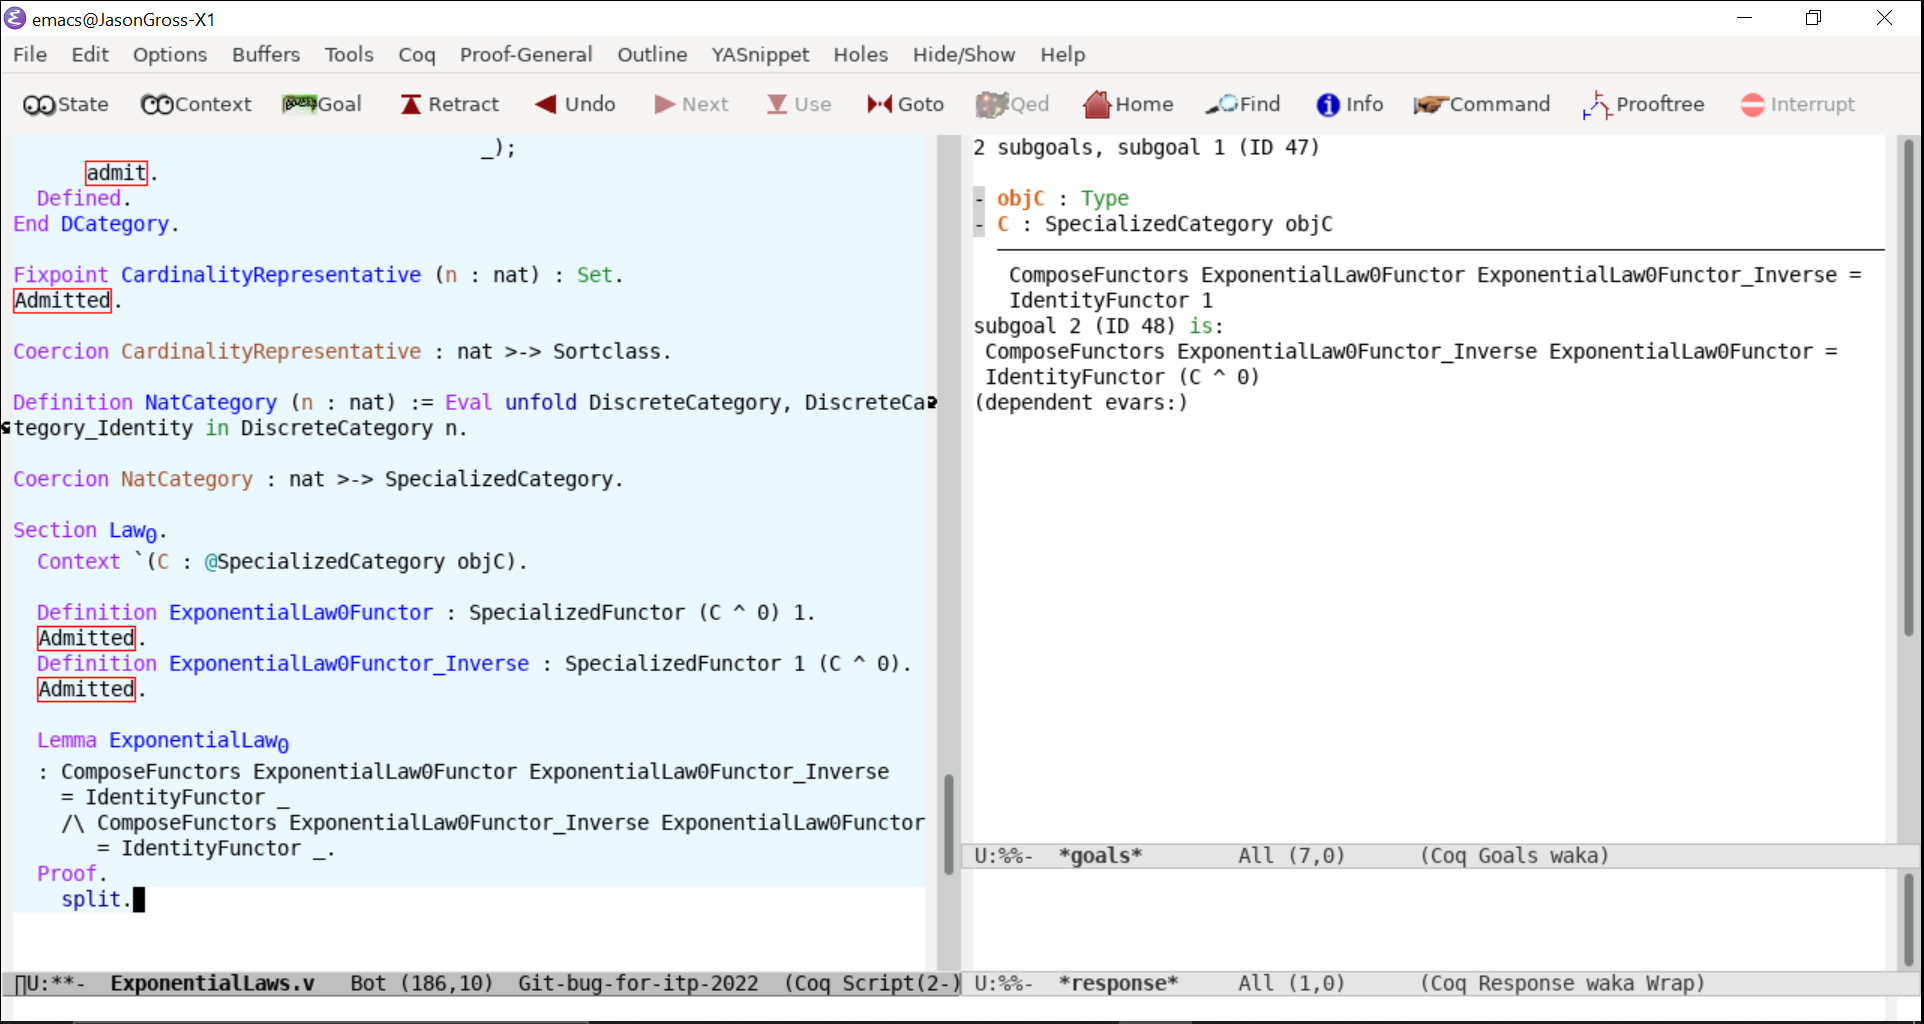 emacs@JasonGross-X1
File Edit Options Buffers Tools Coq Proof-General Outline YASnippet Holes Hide/Show Help
State Context Goal Retract Undo Next Use Goto Qed Home Find Info Command Prooftree Interrupt
_);
admit.
Defined.
End DCategory.
Fixpoint CardinalityRepresentative (n : nat) : Set.
Admitted.
Coercion CardinalityRepresentative : nat >-> Sortclass.
Definition NatCategory (n : nat) := Eval unfold DiscreteCategory, DiscreteCa
tegory_Identity in DiscreteCategory n.
Coercion NatCategory : nat >-> SpecializedCategory.
Section Law₀.
Context `(C : @SpecializedCategory objC).
Definition ExponentialLaw0Functor : SpecializedFunctor (C ^ 0) 1.
Admitted.
Definition ExponentialLaw0Functor_Inverse : SpecializedFunctor 1 (C ^ 0).
Admitted.
Lemma ExponentialLaw₀
: ComposeFunctors ExponentialLaw0Functor ExponentialLaw0Functor_Inverse
= IdentityFunctor _
/\ ComposeFunctors ExponentialLaw0Functor_Inverse ExponentialLaw0Functor
= IdentityFunctor _.
Proof.
split.
U:**- ExponentialLaws.v Bot (186,10) Git-bug-for-itp-2022 (Coq Script(2-)
2 subgoals, subgoal 1 (ID 47)
- objC : Type
- C : SpecializedCategory objC
ComposeFunctors ExponentialLaw0Functor ExponentialLaw0Functor_Inverse =
IdentityFunctor 1
subgoal 2 (ID 48) is:
ComposeFunctors ExponentialLaw0Functor_Inverse ExponentialLaw0Functor =
IdentityFunctor (C ^ 0)
(dependent evars:)
U:%%- *goals* All (7,0) (Coq Goals waka)
U:%%- *response* All (1,0) (Coq Response waka Wrap)